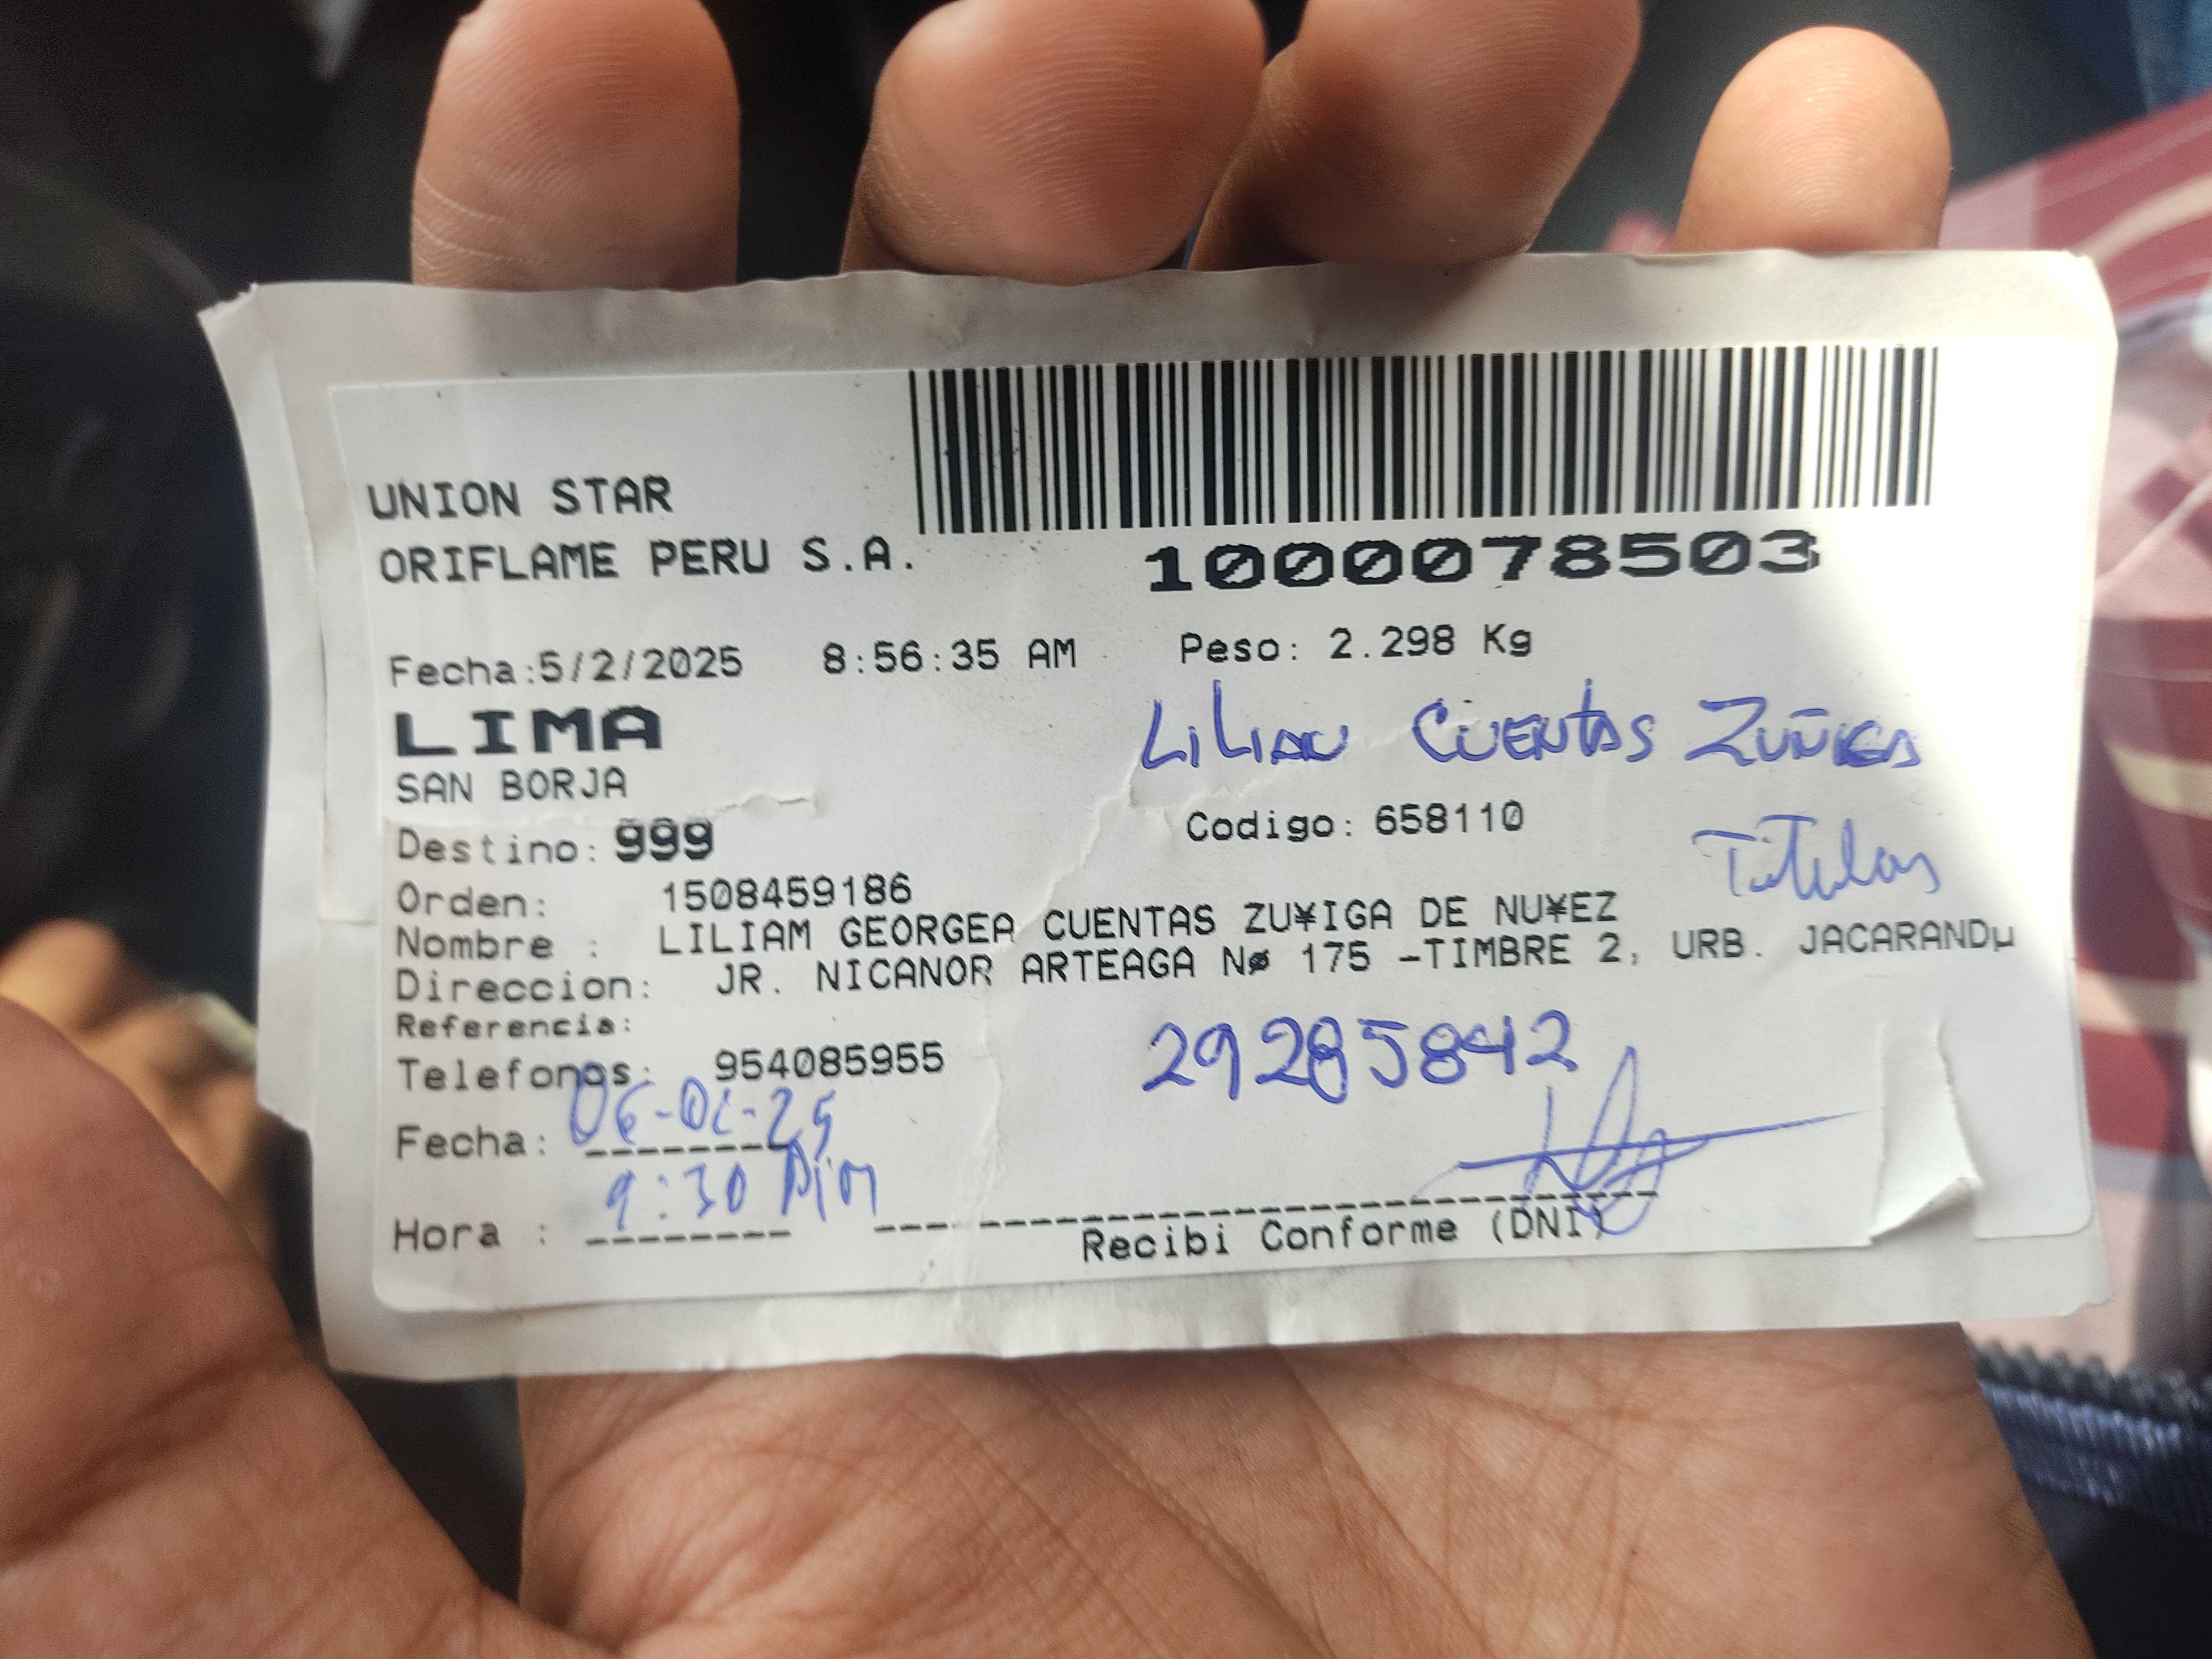 UNION STAR
ORIFLAME PERU S.A.
1000078503
Fecha:5/2/2025 8:56:35 AM Peso: 2.298 Kg
LIMA
Lilian Cuentas Zuñiga
SAN BORJA
Codigo: 658110
Destino: 999
Titular
Orden: 1508459186
Nombre : LILIAM GEORGEA CUENTAS ZU¥IGA DE NU¥EZ
Direccion: JR. NICANOR ARTEAGA Nø 175 -TIMBRE 2, URB. JACARANDµ
Referencia:
Telefonos: 954085955
29285842
Fecha: 06-02-25
Hora : 9:30 Am
Recibi Conforme (DNI)